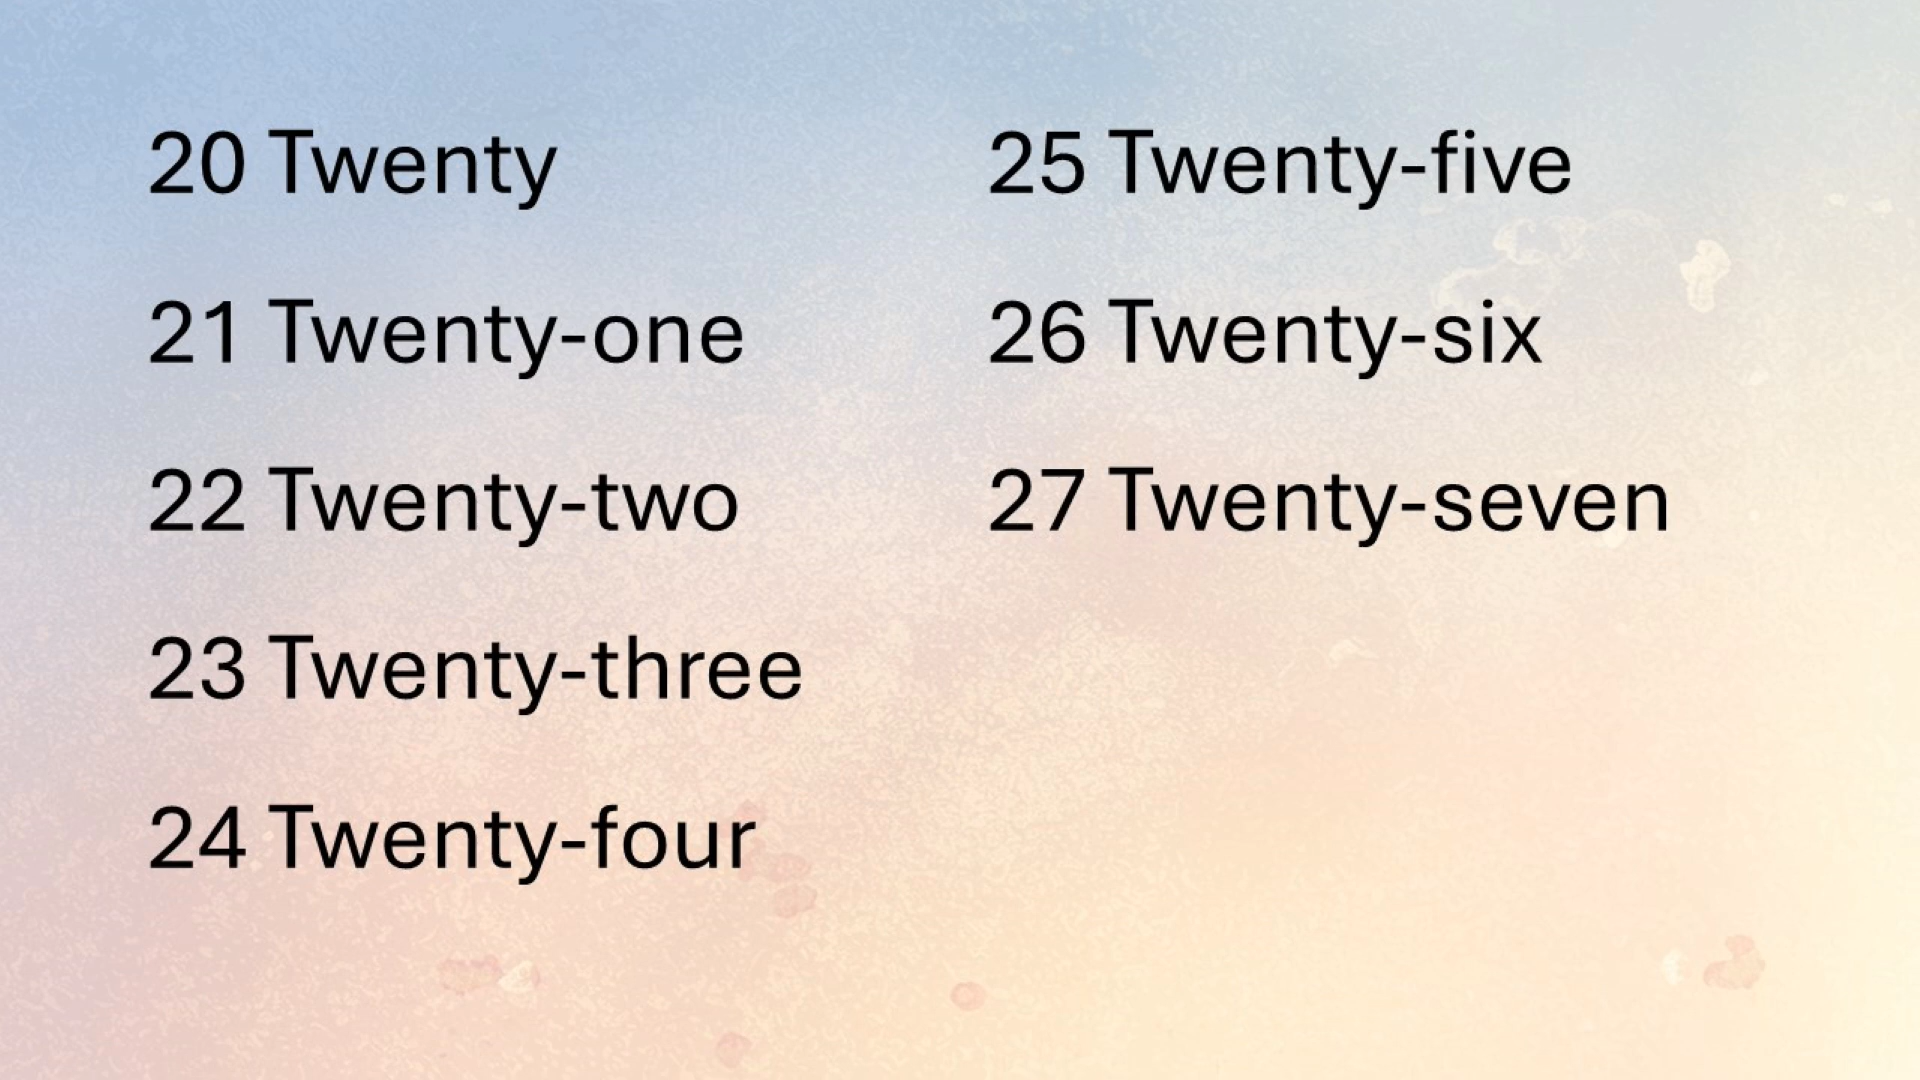 20 Twenty
21 Twenty-one
22 Twenty-two
23 Twenty-three
24 Twenty-four
25 Twenty-five
26 Twenty-six
27 Twenty-seven